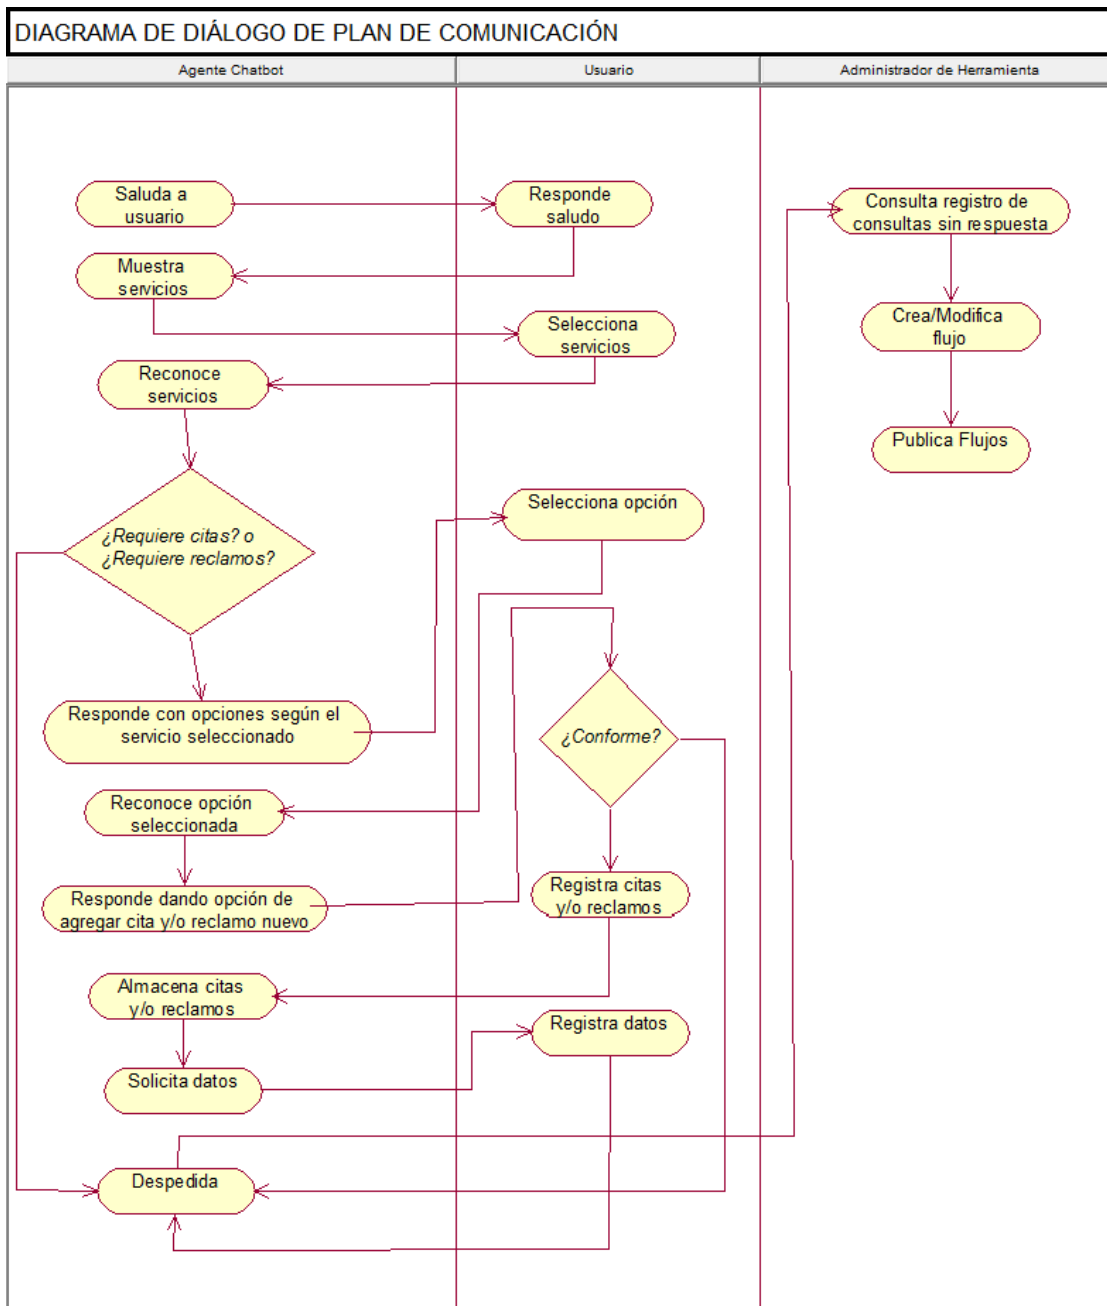 DIAGRAMA DE DIÁLOGO DE PLAN DE COMUNICACIÓN
Agente Chatbot
Usuario
Administrador de Herramienta
Saluda a
usuario
Responde
saludo
Consulta registro de
consultas sin respuesta
Muestra
servicios
Selecciona
servicios
Crea/Modifica
flujo
Reconoce
servicios
Publica Flujos
Selecciona opción
¿Requiere citas? o
¿Requiere reclamos?
Responde con opciones según el
servicio seleccionado
¿Conforme?
Reconoce opción
seleccionada
Responde dando opción de
agregar cita y/o reclamo nuevo
Registra citas
y/o reclamos
Almacena citas
y/o reclamos
Registra datos
Solicita datos
Despedida